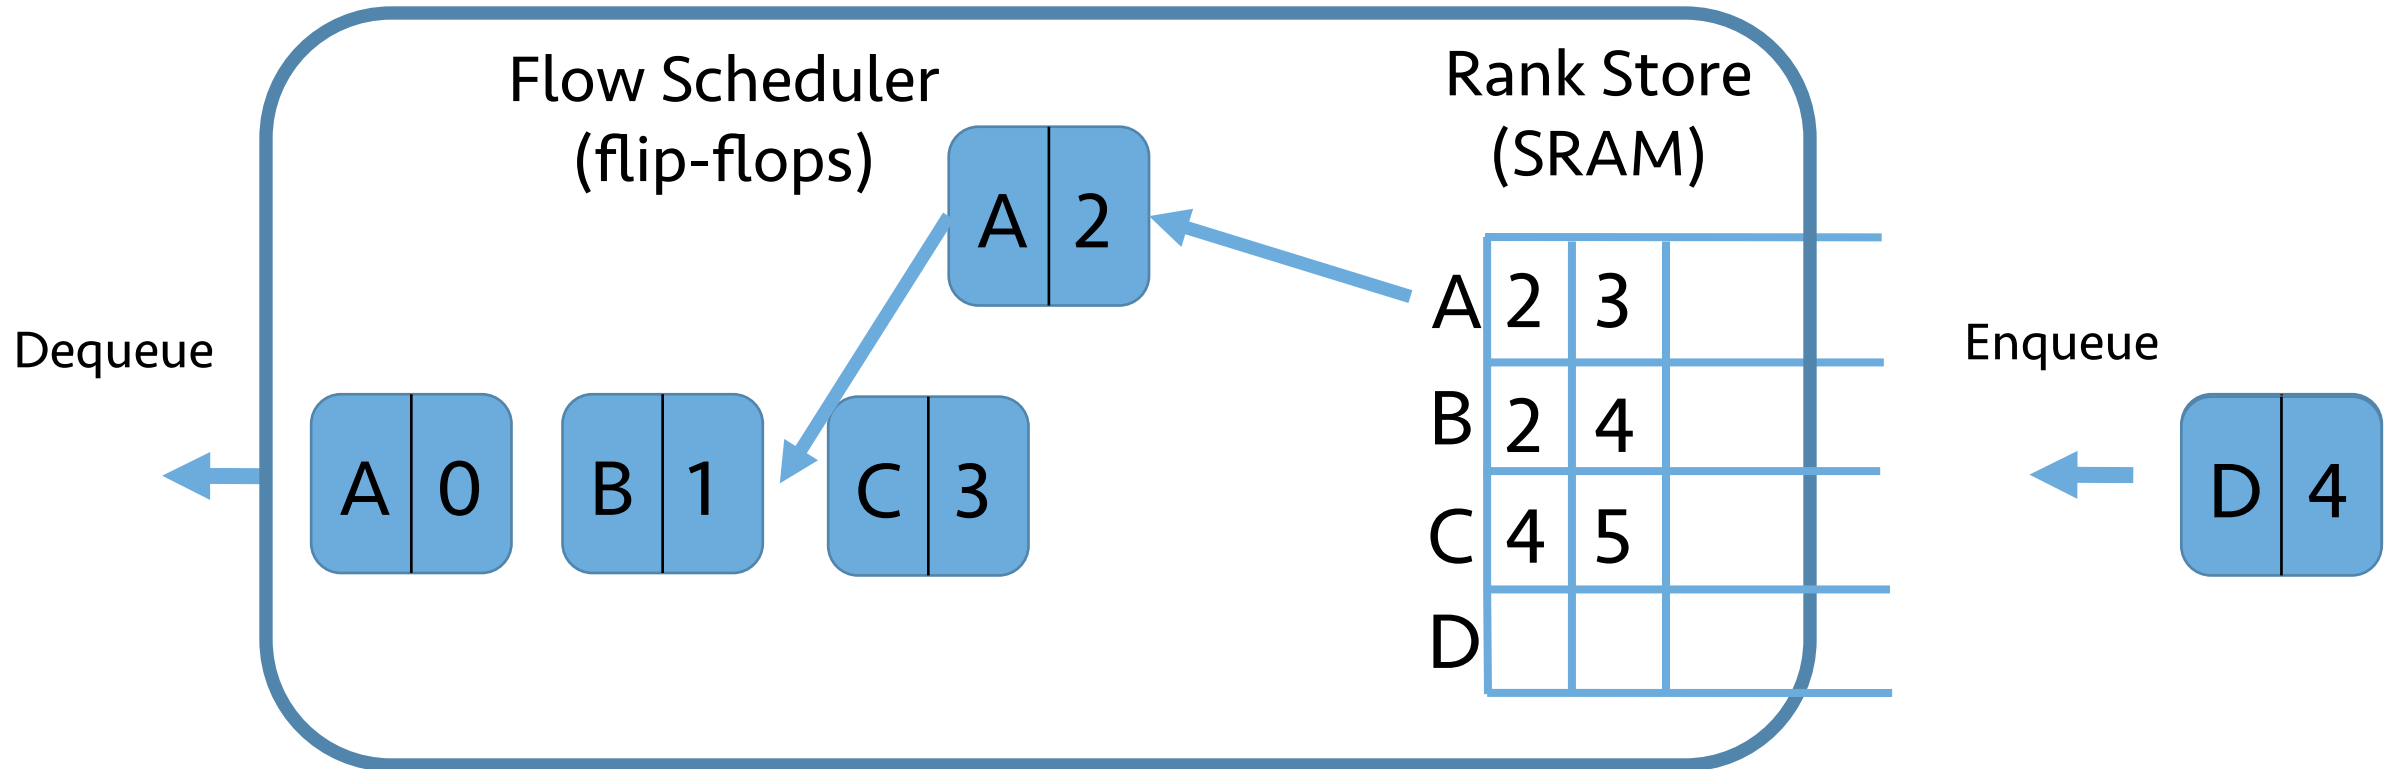 Flow Scheduler
(flip-flops)
Rank Store
(SRAM)
A 2
A 2 3
Dequeue
Enqueue
B 2 4
A 0
B 1
C 3
D 4
C 4 5
D